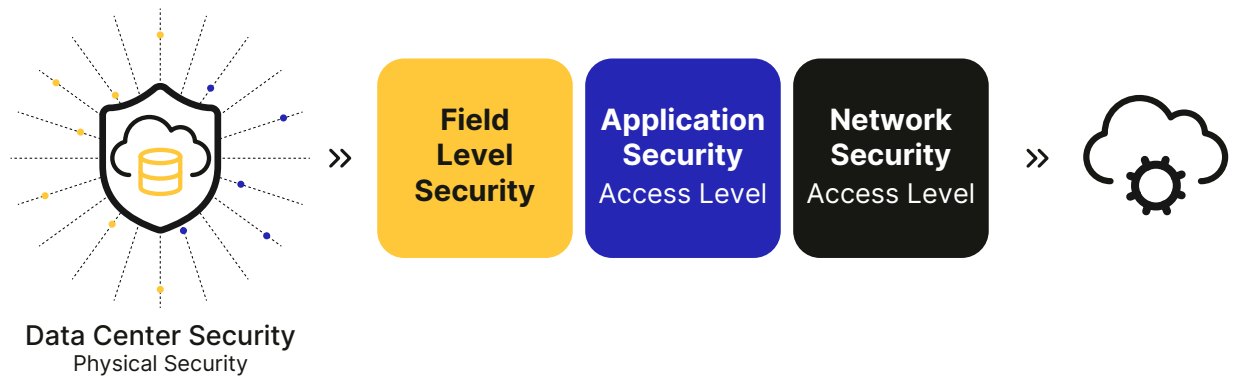 Field
Level
Security
Application
Security
Access Level
Network
Security
Access Level
Data Center Security
Physical Security